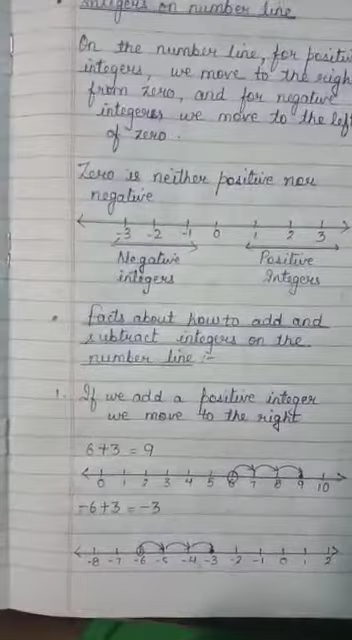 Integers on number line
On the number line, for positive
integers, we move to the right
from zero, and for negative
integers we move to the left
of zero.
Zero is neither positive nor
negative
-3 -2 -1 0 1 2 3
Negative integers
Positive Integers
facts about how to add and
subtract integers on the
number line :-
1. If we add a positive integer
we move to the right
6+3 = 9
0 1 2 3 4 5 6 7 8 9 10
-6+3 = -3
-8 -7 -6 -5 -4 -3 -2 -1 0 1 2